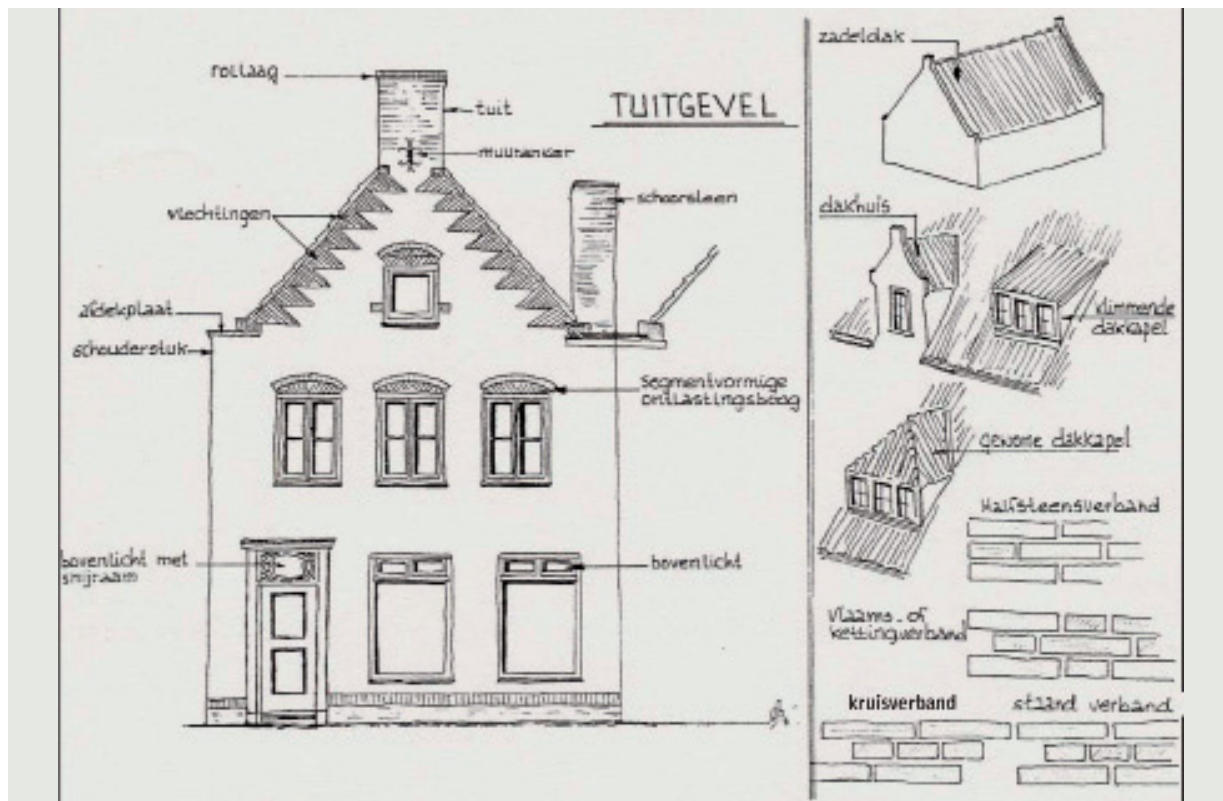 rollaag
tuit
TUITGEVEL
muuranker
vlechtingen
schoorsteen
afdekplaat
schouderstuk
segmentvormige
ontlastingsboog
bovenlicht met
snijraam
bovenlicht
zadeldak
dakhuis
klimmende
dakkapel
gewone dakkapel
Halfsteensverband
Vlaams- of
kettingverband
kruisverband
staand verband